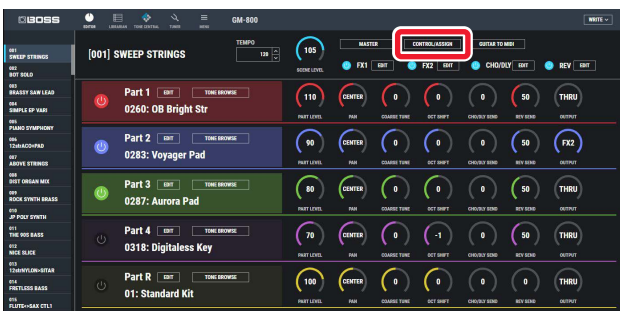 BOSS
EDITOR
LIBRARIAN
TONE CENTRAL
TUNER
MENU
GM-800
WRITE
001
SWEEP STRINGS
002
BOT SOLO
003
BRASSY SAW LEAD
004
SIMPLE EP VARI
005
PIANO SYMPHONY
006
12strACO+PAD
007
ABOVE STRINGS
008
DIST ORGAN MIX
009
ROCK SYNTH BRASS
010
JP POLY SYNTH
011
THE 90S BASS
012
NICE SLICE
013
12strNYLON>SITAR
014
FRETLESS BASS
015
FLUTE<>SAX CTL1
[001] SWEEP STRINGS
TEMPO
120
105
SCENE LEVEL
MASTER
CONTROL/ASSIGN
GUITAR TO MIDI
FX1 EDIT
FX2 EDIT
CHO/DLY EDIT
REV EDIT
Part 1 EDIT TONE BROWSE
0260: OB Bright Str
110 CENTER 0 0 0 50 THRU
PART LEVEL PAN COARSE TUNE OCT SHIFT CHO/DLY SEND REV SEND OUTPUT
Part 2 EDIT TONE BROWSE
0283: Voyager Pad
90 CENTER 0 0 0 50 FX2
PART LEVEL PAN COARSE TUNE OCT SHIFT CHO/DLY SEND REV SEND OUTPUT
Part 3 EDIT TONE BROWSE
0287: Aurora Pad
80 CENTER 0 0 0 50 THRU
PART LEVEL PAN COARSE TUNE OCT SHIFT CHO/DLY SEND REV SEND OUTPUT
Part 4 EDIT TONE BROWSE
0318: Digitaless Key
70 CENTER 0 -1 0 50 THRU
PART LEVEL PAN COARSE TUNE OCT SHIFT CHO/DLY SEND REV SEND OUTPUT
Part R EDIT TONE BROWSE
01: Standard Kit
100 CENTER 0 0 0 0 THRU
PART LEVEL PAN COARSE TUNE OCT SHIFT CHO/DLY SEND REV SEND OUTPUT